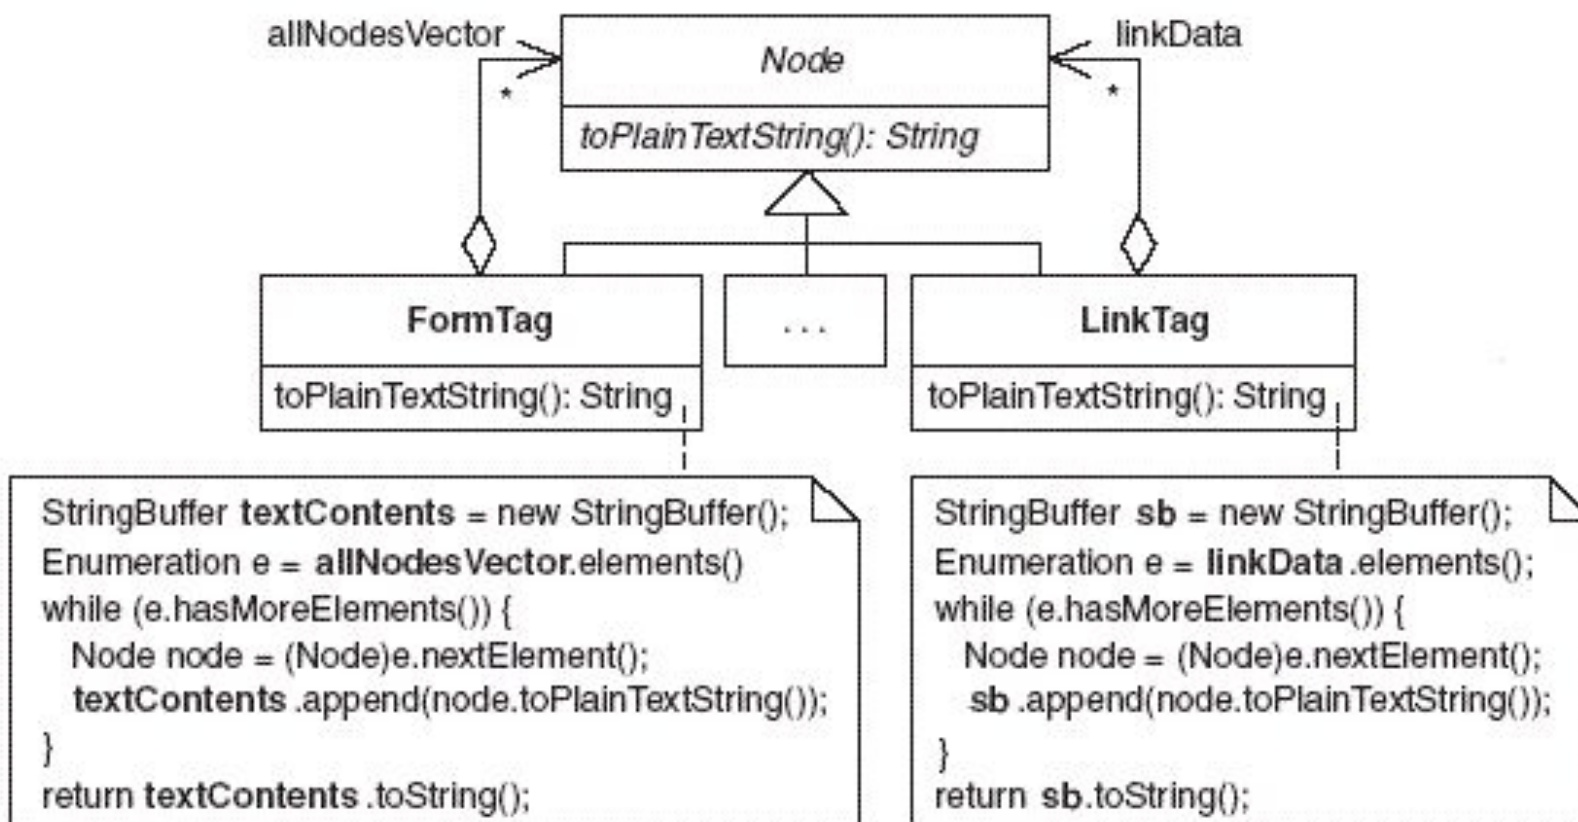 allNodesVector
*
Node
toPlainTextString(): String
linkData
*
FormTag
toPlainTextString(): String
. . .
LinkTag
toPlainTextString(): String
StringBuffer textContents = new StringBuffer();
Enumeration e = allNodesVector.elements()
while (e.hasMoreElements()) {
Node node = (Node)e.nextElement();
textContents .append(node.toPlainTextString());
}
return textContents .toString();
StringBuffer sb = new StringBuffer();
Enumeration e = linkData .elements();
while (e.hasMoreElements()) {
Node node = (Node)e.nextElement();
sb .append(node.toPlainTextString());
}
return sb.toString();